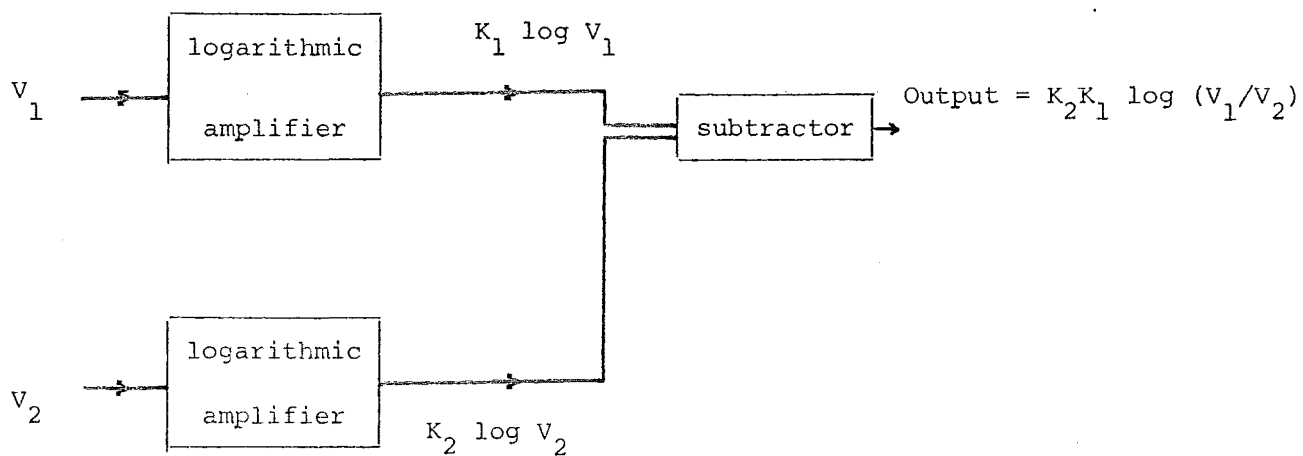 K₁ log V₁
logarithmic
amplifier
V₁
subtractor
Output = K₂K₁ log (V₁/V₂)
logarithmic
amplifier
V₂
K₂ log V₂